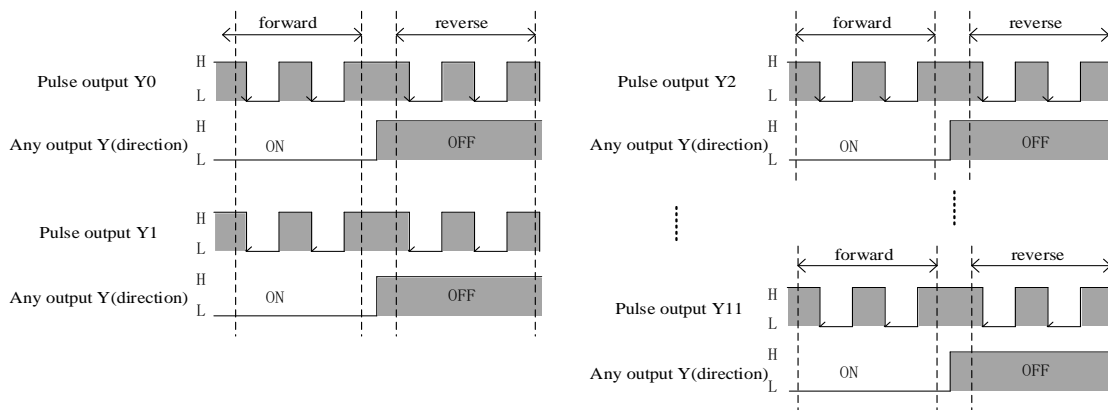 forward reverse
H
Pulse output Y0
L
H
Any output Y(direction) ON OFF
L
H
Pulse output Y1
L
H
Any output Y(direction) ON OFF
L
forward reverse
H
Pulse output Y2
L
H
Any output Y(direction) ON OFF
L
forward reverse
H
Pulse output Y11
L
H
Any output Y(direction) ON OFF
L